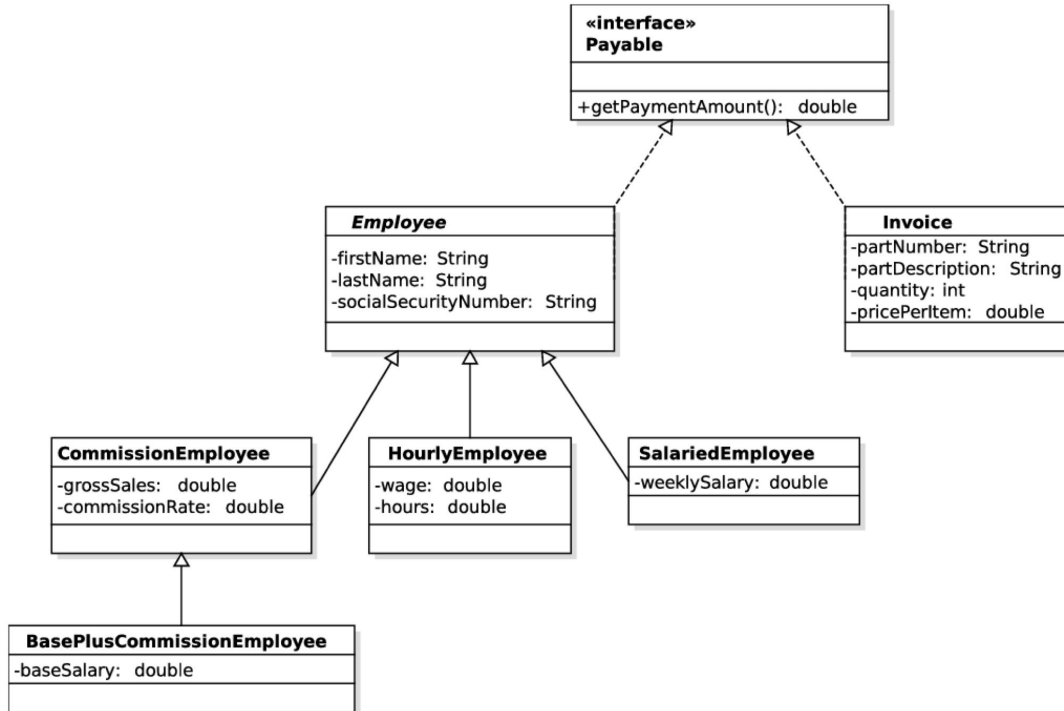 «interface»
Payable
+getPaymentAmount(): double
Employee
-firstName: String
-lastName: String
-socialSecurityNumber: String
Invoice
-partNumber: String
-partDescription: String
-quantity: int
-pricePerItem: double
CommissionEmployee
-grossSales: double
-commissionRate: double
HourlyEmployee
-wage: double
-hours: double
SalariedEmployee
-weeklySalary: double
BasePlusCommissionEmployee
-baseSalary: double